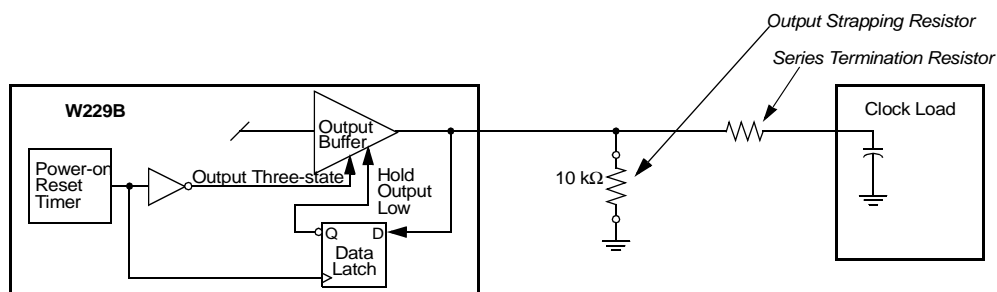 Output Strapping Resistor
Series Termination Resistor
W229B
Clock Load
Output
Buffer
Power-on
Reset
Timer
Output Three-state
Hold
Output
Low
10 kΩ
Q
D
Data
Latch